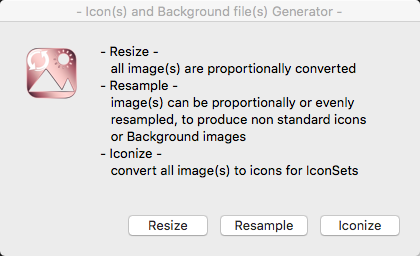 - Icon(s) and Background file(s) Generator -
- Resize -
all image(s) are proportionally converted
- Resample -
image(s) can be proportionally or evenly
resampled, to produce non standard icons
or Background images
- Iconize -
convert all image(s) to icons for IconSets
Resize
Resample
Iconize